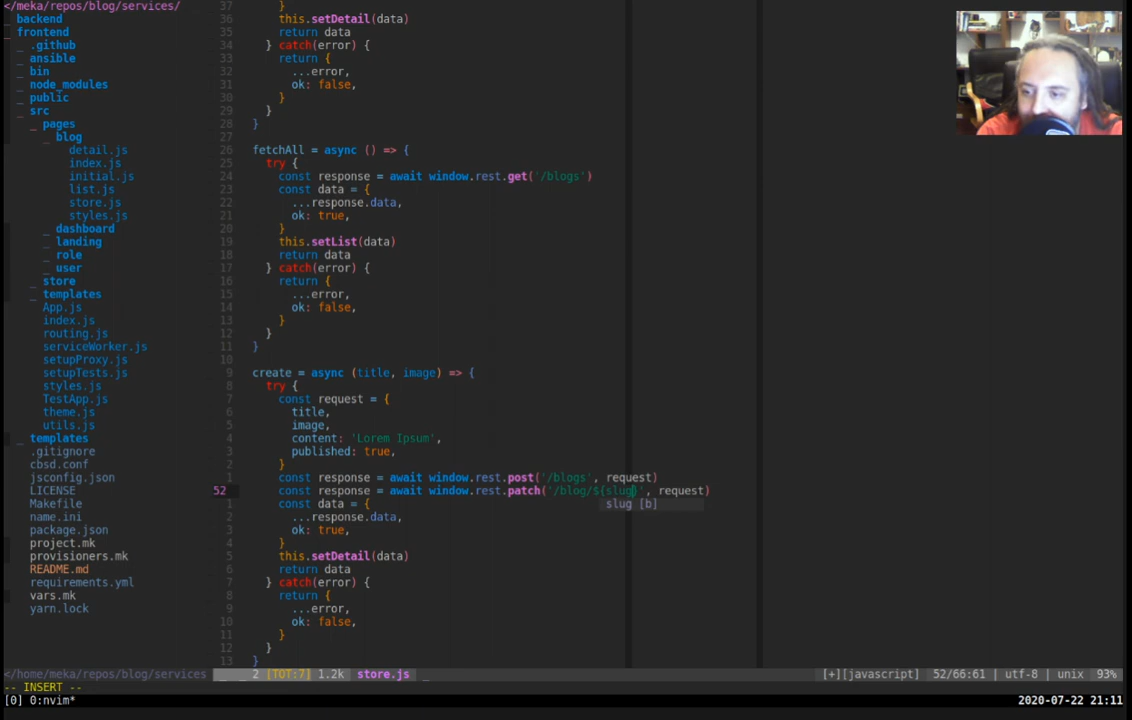 </meka/repos/blog/services/
backend
frontend
_ .github
_ ansible
_ bin
_ node_modules
_ public
_ src
_ pages
_ blog
detail.js
index.js
initial.js
list.js
store.js
styles.js
_ dashboard
_ landing
_ role
_ user
_ store
_ templates
App.js
index.js
routing.js
serviceWorker.js
setupProxy.js
setupTests.js
styles.js
TestApp.js
theme.js
utils.js
_ templates
.gitignore
cbsd.conf
jsconfig.json
LICENSE
Makefile
name.ini
package.json
project.mk
provisioners.mk
README.md
requirements.yml
vars.mk
yarn.lock
37 }
36 this.setDetail(data)
35 return data
34 } catch(error) {
33 return {
32 ...error,
31 ok: false,
30 }
29 }
28 }
27
26 fetchAll = async () => {
25 try {
24 const response = await window.rest.get('/blogs')
23 const data = {
22 ...response.data,
21 ok: true,
20 }
19 this.setList(data)
18 return data
17 } catch(error) {
16 return {
15 ...error,
14 ok: false,
13 }
12 }
11 }
10
9 create = async (title, image) => {
8 try {
7 const request = {
6 title,
5 image,
4 content: 'Lorem Ipsum',
3 published: true,
2 }
1 const response = await window.rest.post('/blogs', request)
52 const response = await window.rest.patch('/blog/${slug}', request)
1 const data = {
slug [b]
2 ...response.data,
3 ok: true,
4 }
5 this.setDetail(data)
6 return data
7 } catch(error) {
8 return {
9 ...error,
10 ok: false,
11 }
12 }
13 }
</home/meka/repos/blog/services _ _ 2 [TOT:7] 1.2k store.js _ [+][javascript] 52/66:61 | utf-8 | unix 93%
-- INSERT --
[0] 0:nvim* 2020-07-22 21:11